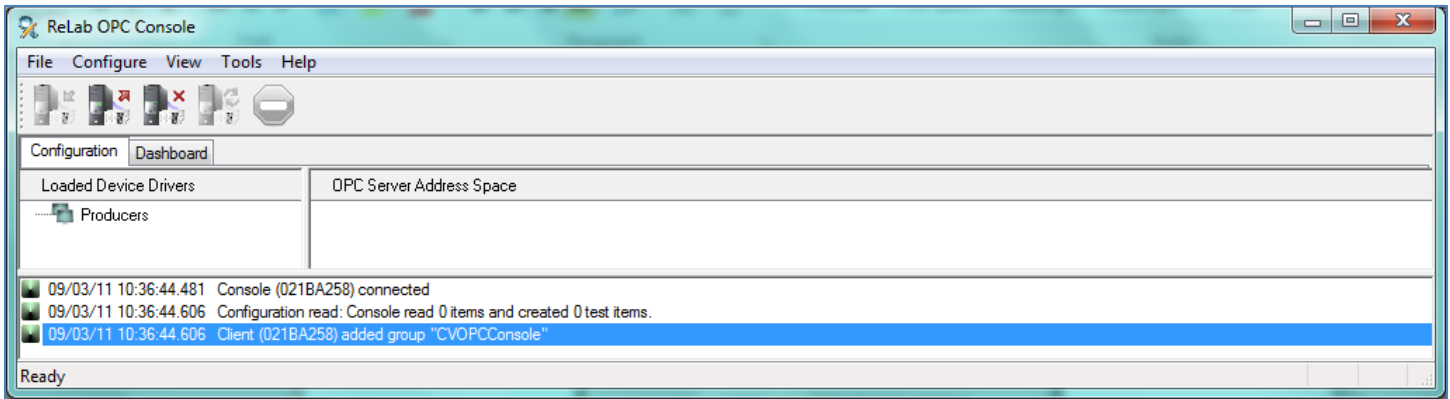 ReLab OPC Console
File Configure View Tools Help
Configuration Dashboard
Loaded Device Drivers OPC Server Address Space
Producers
09/03/11 10:36:44.481 Console (021BA258) connected
09/03/11 10:36:44.606 Configuration read: Console read 0 items and created 0 test items.
09/03/11 10:36:44.606 Client (021BA258) added group "CVOPCConsole"
Ready